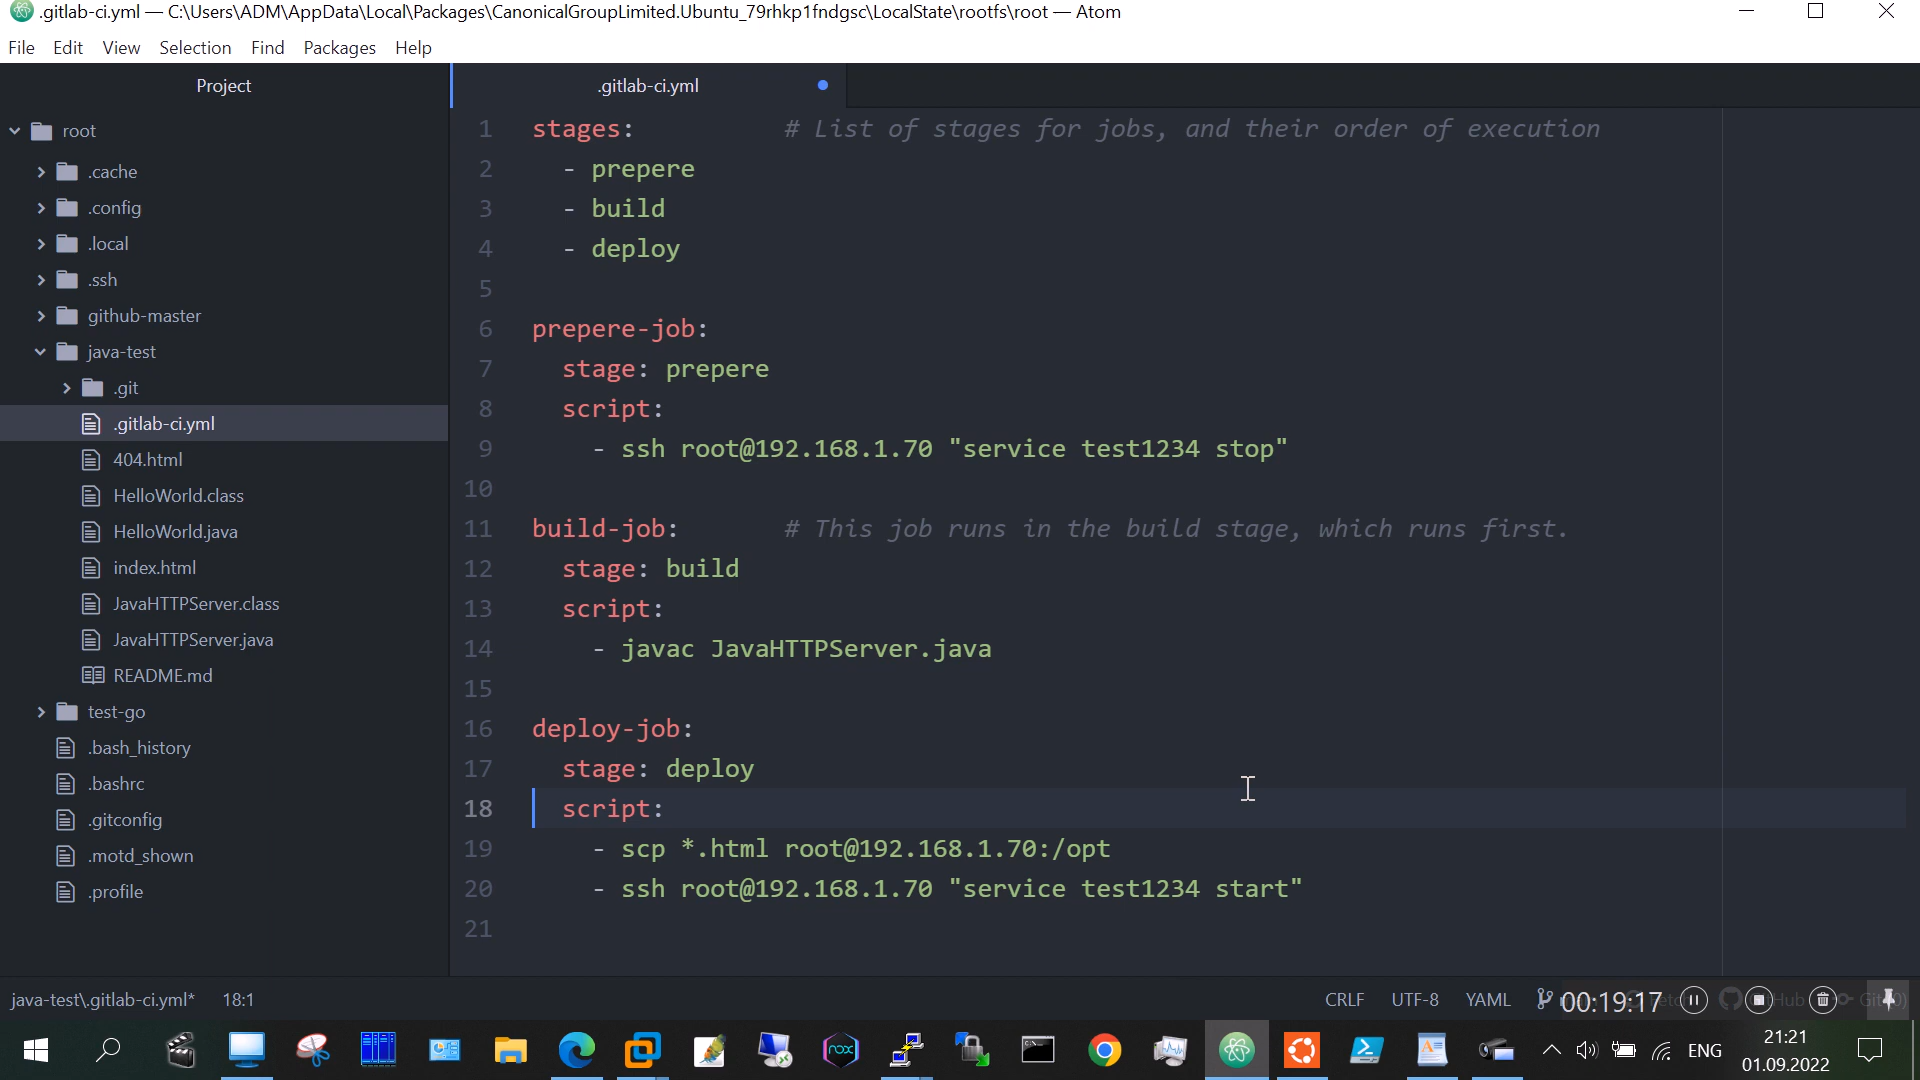 .gitlab-ci.yml — C:\Users\ADM\AppData\Local\Packages\CanonicalGroupLimited.Ubuntu_79rhkp1fndgsc\LocalState\rootfs\root — Atom
File Edit View Selection Find Packages Help
Project
root
.cache
.config
.local
.ssh
github-master
java-test
.git
.gitlab-ci.yml
404.html
HelloWorld.class
HelloWorld.java
index.html
JavaHTTPServer.class
JavaHTTPServer.java
README.md
test-go
.bash_history
.bashrc
.gitconfig
.motd_shown
.profile
.gitlab-ci.yml
1 stages: # List of stages for jobs, and their order of execution
2 - prepere
3 - build
4 - deploy
5
6 prepere-job:
7 stage: prepere
8 script:
9 - ssh root@192.168.1.70 "service test1234 stop"
10
11 build-job: # This job runs in the build stage, which runs first.
12 stage: build
13 script:
14 - javac JavaHTTPServer.java
15
16 deploy-job:
17 stage: deploy
18 script:
19 - scp *.html root@192.168.1.70:/opt
20 - ssh root@192.168.1.70 "service test1234 start"
21
java-test\.gitlab-ci.yml* 18:1 CRLF UTF-8 YAML 00:19:17
nox ENG 21:21
01.09.2022